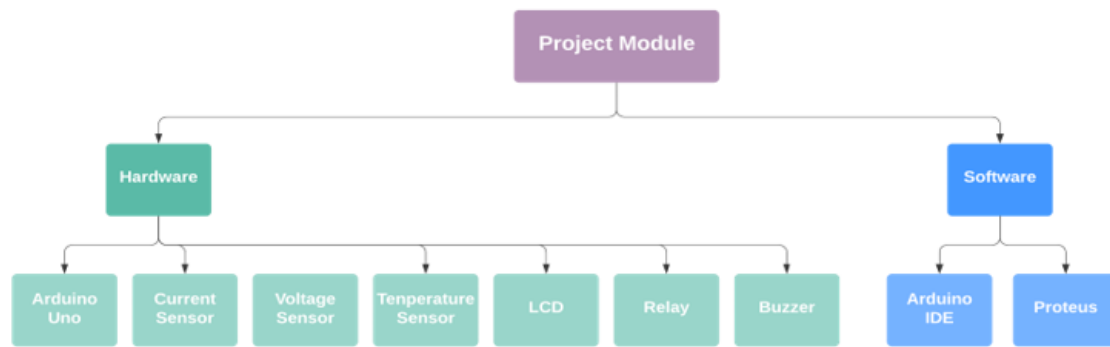 Project Module
Hardware
Software
Arduino
Uno
Current
Sensor
Voltage
Sensor
Tenperature
Sensor
LCD
Relay
Buzzer
Arduino
IDE
Proteus